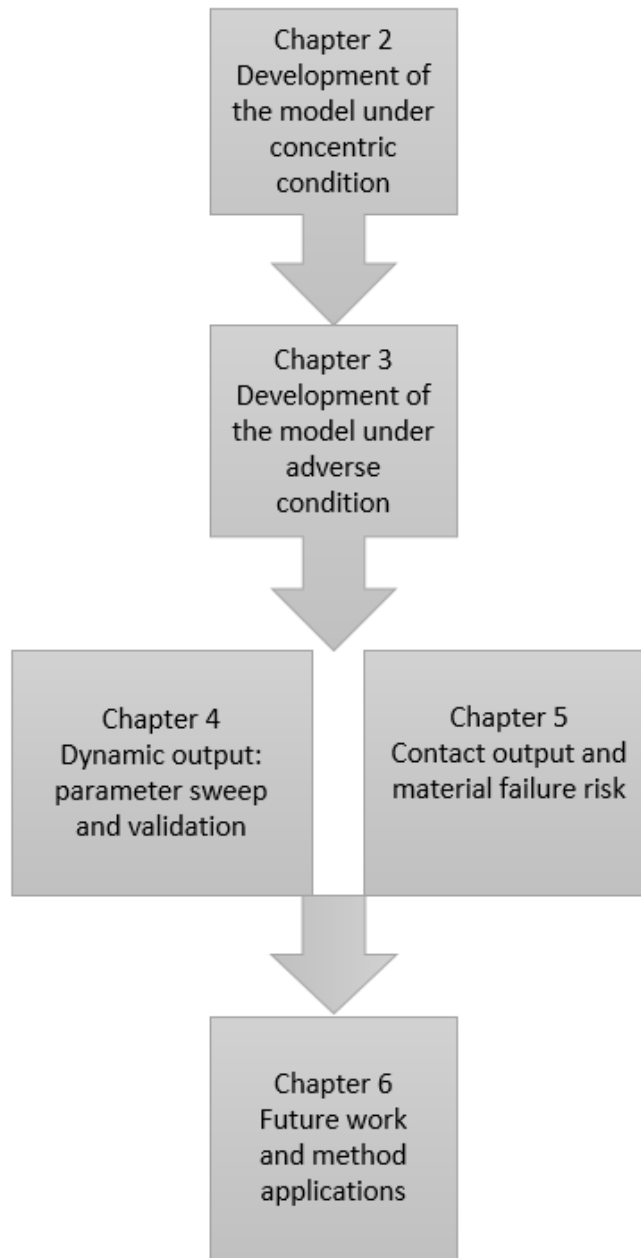 Chapter 2
Development of
the model under
concentric
condition
Chapter 3
Development of
the model under
adverse
condition
Chapter 4
Dynamic output:
parameter sweep
and validation
Chapter 5
Contact output and
material failure risk
Chapter 6
Future work
and method
applications